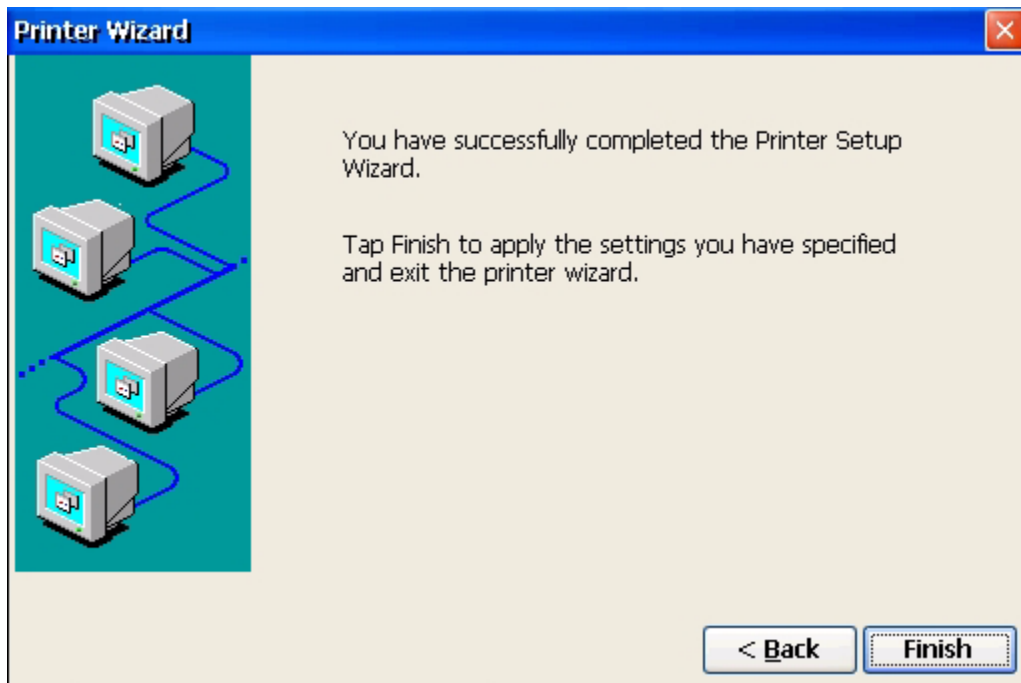 Printer Wizard
You have successfully completed the Printer Setup
Wizard.
Tap Finish to apply the settings you have specified
and exit the printer wizard.
< Back
Finish